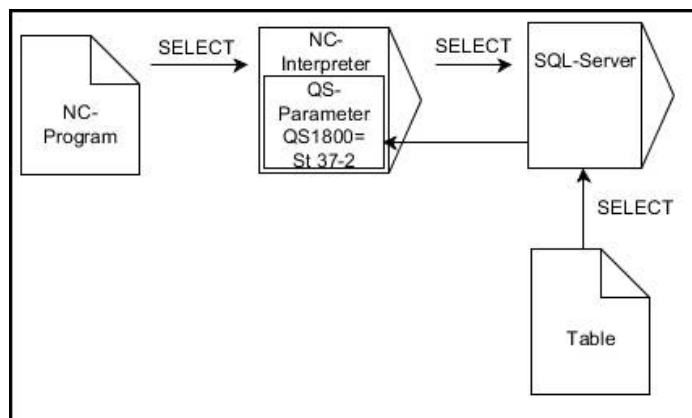 SELECT
NC-
Interpreter
SELECT
SQL-Server
NC-
Program
QS-
Parameter
QS1800=
St 37-2
SELECT
Table